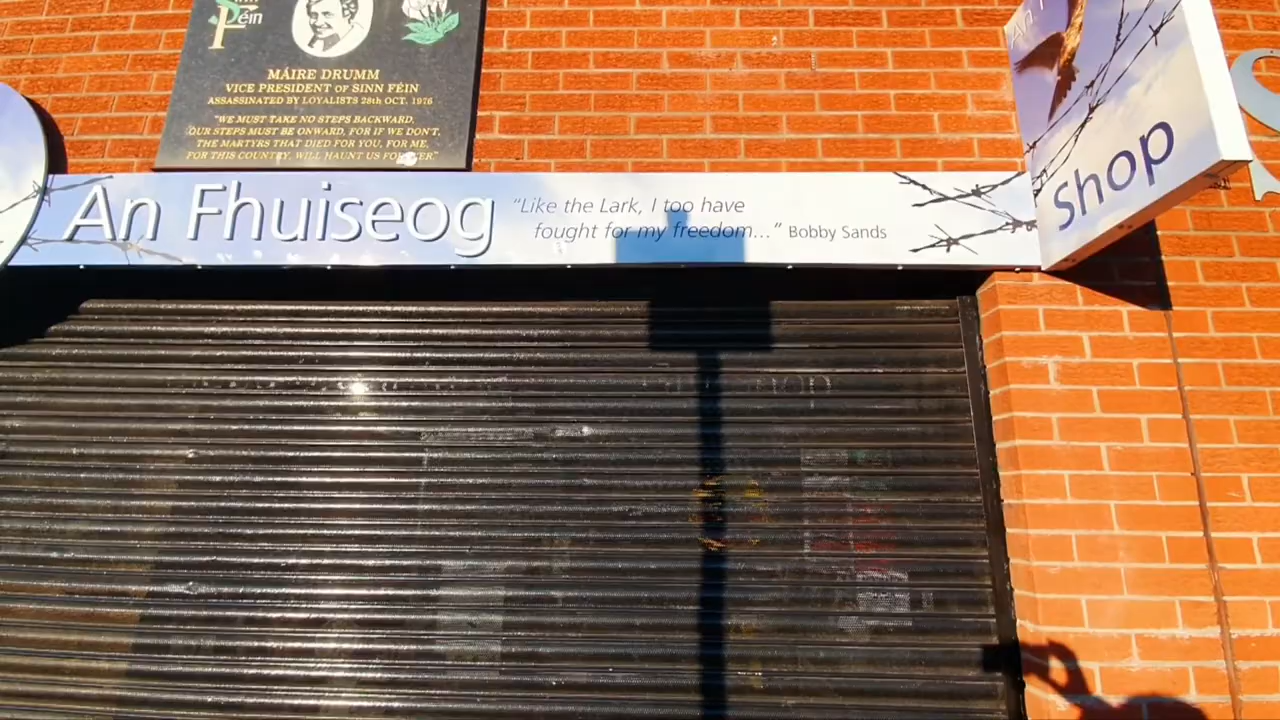 Sinn
Féin
MÁIRE DRUMM
VICE PRESIDENT OF SINN FÉIN
ASSASSINATED BY LOYALISTS 28th OCT. 1976
"WE MUST TAKE NO STEPS BACKWARD,
OUR STEPS MUST BE ONWARD, FOR IF WE DON'T,
THE MARTYRS THAT DIED FOR YOU, FOR ME,
FOR THIS COUNTRY, WILL HAUNT US FOREVER."
An Fhuiseog
"Like the Lark, I too have
fought for my freedom..." Bobby Sands
An
Shop